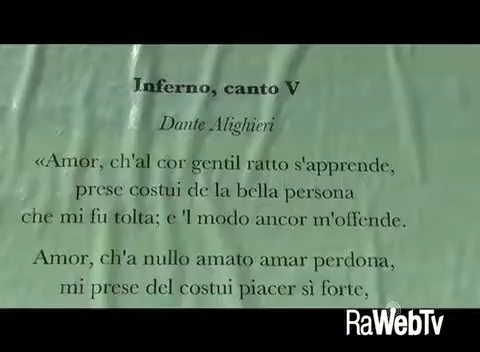 Inferno, canto V
Dante Alighieri
«Amor, ch'al cor gentil ratto s'apprende,
prese costui de la bella persona
che mi fu tolta; e 'l modo ancor m'offende.
Amor, ch'a nullo amato amar perdona,
mi prese del costui piacer sì forte,
RaWebTv